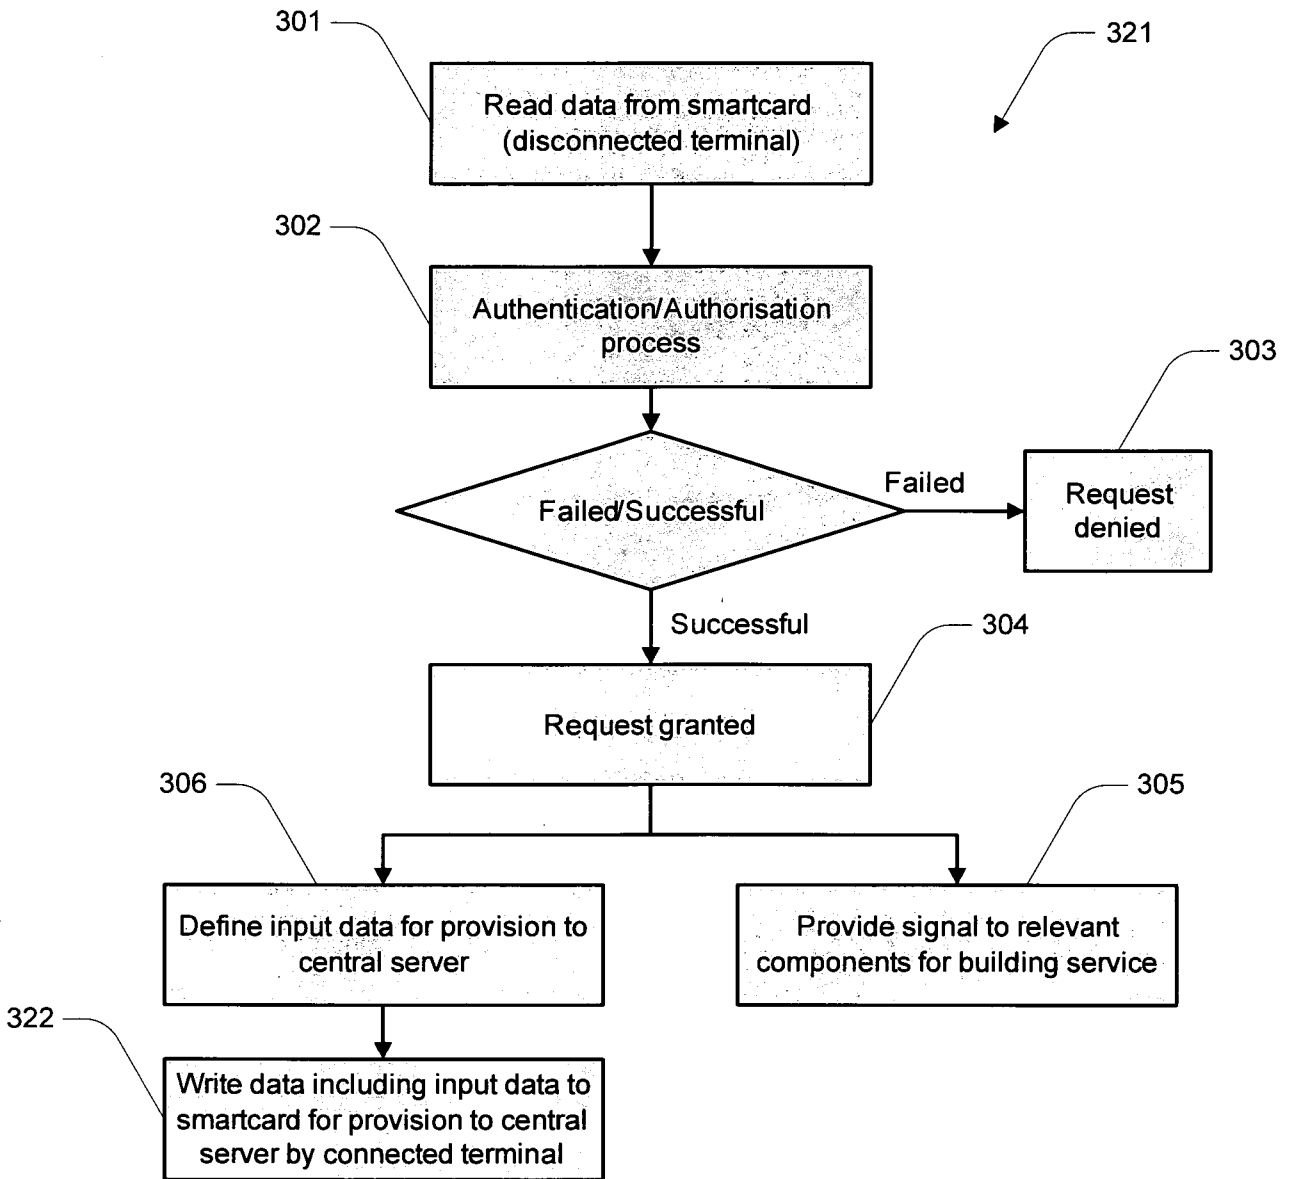 301
321
Read data from smartcard
(disconnected terminal)
302
Authentication/Authorisation
process
303
Failed/Successful
Failed
Request
denied
Successful
304
Request granted
306
305
Define input data for provision to
central server
Provide signal to relevant
components for building service
322
Write data including input data to
smartcard for provision to central
server by connected terminal